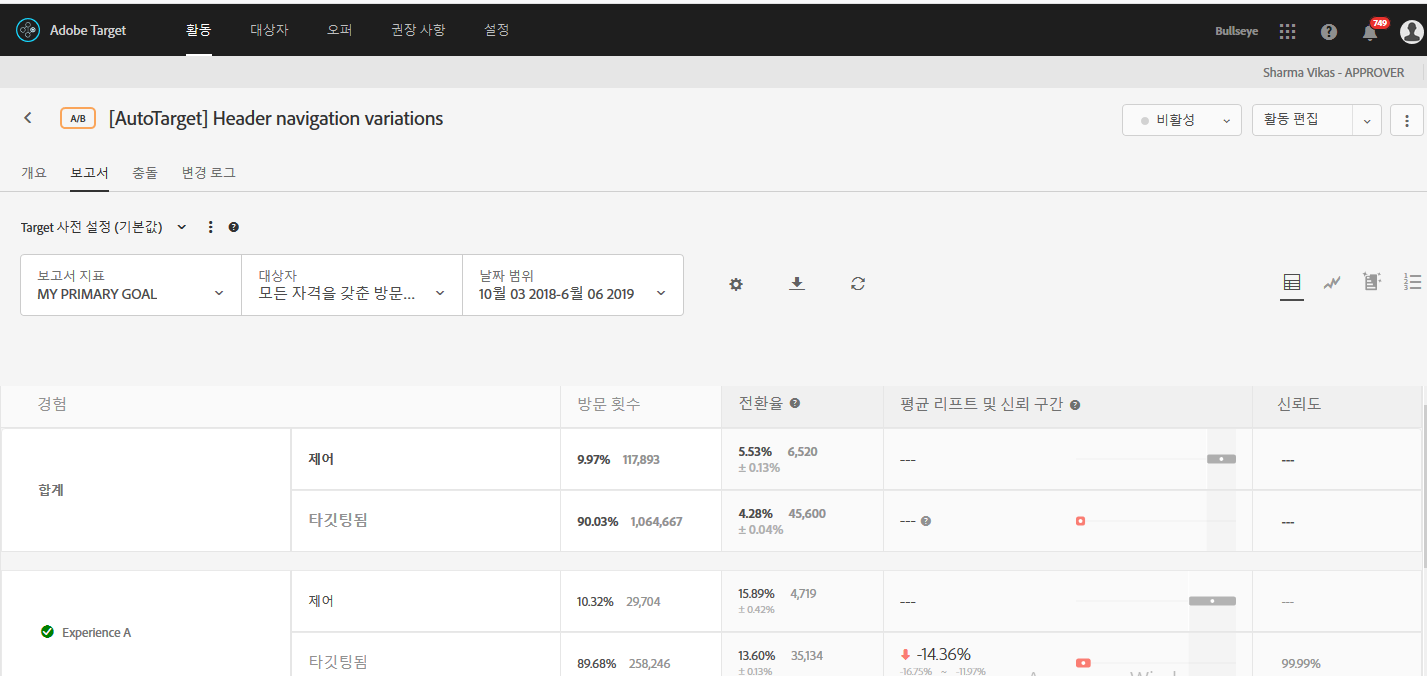 Adobe Target 활동 대상자 오퍼 권장 사항 설정 Bullseye 749
Sharma Vikas - APPROVER
A/B [AutoTarget] Header navigation variations 비활성 활동 편집
개요 보고서 충돌 변경 로그
Target 사전 설정 (기본값)
보고서 지표 대상자 날짜 범위
MY PRIMARY GOAL 모든 자격을 갖춘 방문... 10월 03 2018-6월 06 2019
경험 방문 횟수 전환율 평균 리프트 및 신뢰 구간 신뢰도
합계
제어 9.97% 117,893 5.53% 6,520 --- ---
± 0.13%
타깃팅됨 90.03% 1,064,667 4.28% 45,600 --- ---
± 0.04%
Experience A
제어 10.32% 29,704 15.89% 4,719 --- ---
± 0.42%
타깃팅됨 89.68% 258,246 13.60% 35,134 -14.36% 99.99%
± 0.13% -16.75% ~ -11.97%